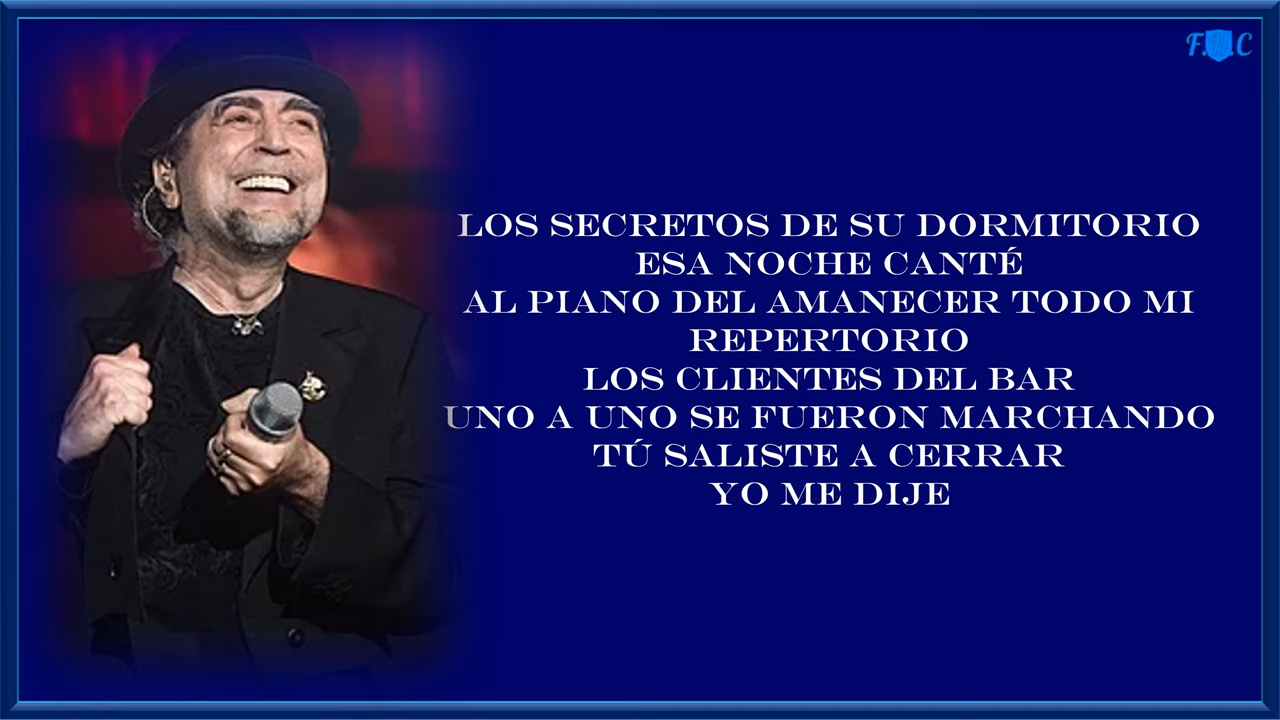 F.
C
LOS SECRETOS DE SU DORMITORIO
ESA NOCHE CANTÉ
AL PIANO DEL AMANECER TODO MI
REPERTORIO
LOS CLIENTES DEL BAR
UNO A UNO SE FUERON MARCHANDO
TÚ SALISTE A CERRAR
YO ME DIJE